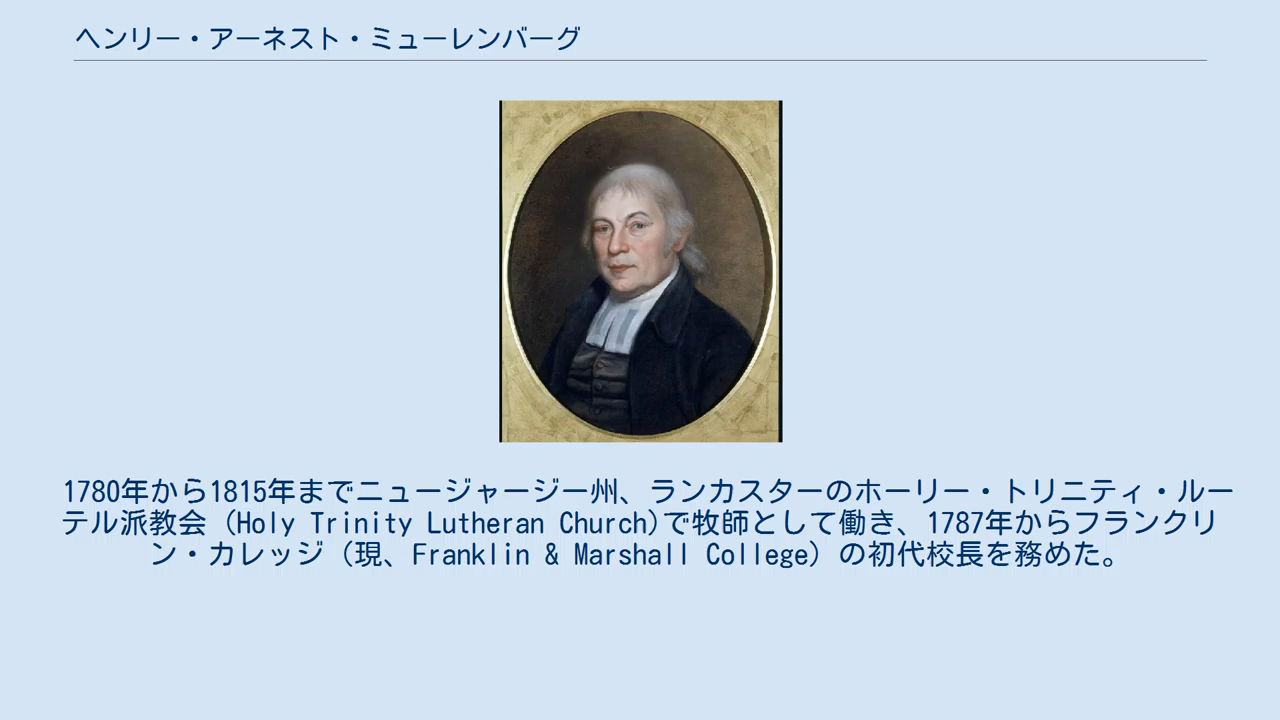 ヘンリー・アーネスト・ミューレンバーグ
1780年から1815年までニュージャージー州、ランカスターのホーリー・トリニティ・ルー
テル派教会 (Holy Trinity Lutheran Church)で牧師として働き、1787年からフランクリ
ン・カレッジ（現、Franklin & Marshall College）の初代校長を務めた。